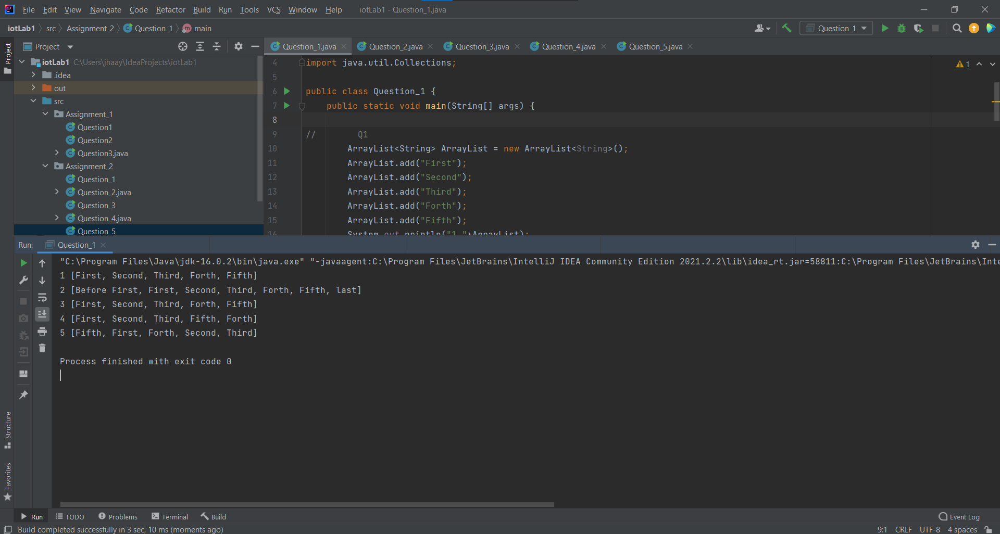 File Edit View Navigate Code Refactor Build Run Tools VCS Window Help iotLab1 - Question_1.java
iotLab1 src Assignment_2 Question_1 main Question_1
Project
Project
Question_1.java Question_2.java Question_3.java Question_4.java Question_5.java
iotLab1 C:\Users\jhaay\IdeaProjects\iotLab1
.idea
out
src
Assignment_1
Question1
Question2
Question3.java
Assignment_2
Question_1
Question_2.java
Question_3
Question_4.java
Question_5
1
4 import java.util.Collections;
5
6 public class Question_1 {
7 public static void main(String[] args) {
8
9 // Q1
10 ArrayList<String> ArrayList = new ArrayList<String>();
11 ArrayList.add("First");
12 ArrayList.add("Second");
13 ArrayList.add("Third");
14 ArrayList.add("Forth");
15 ArrayList.add("Fifth");
16 System.out.println("1 "+ArrayList);
Run: Question_1
"C:\Program Files\Java\jdk-16.0.2\bin\java.exe" "-javaagent:C:\Program Files\JetBrains\IntelliJ IDEA Community Edition 2021.2.2\lib\idea_rt.jar=58811:C:\Program Files\JetBrains\Inte
1 [First, Second, Third, Forth, Fifth]
2 [Before First, First, Second, Third, Forth, Fifth, last]
3 [First, Second, Third, Forth, Fifth]
4 [First, Second, Third, Fifth, Forth]
5 [Fifth, First, Forth, Second, Third]
Process finished with exit code 0
Structure
Favorites
Run TODO Problems Terminal Build Event Log
Build completed successfully in 3 sec, 10 ms (moments ago) 9:1 CRLF UTF-8 4 spaces